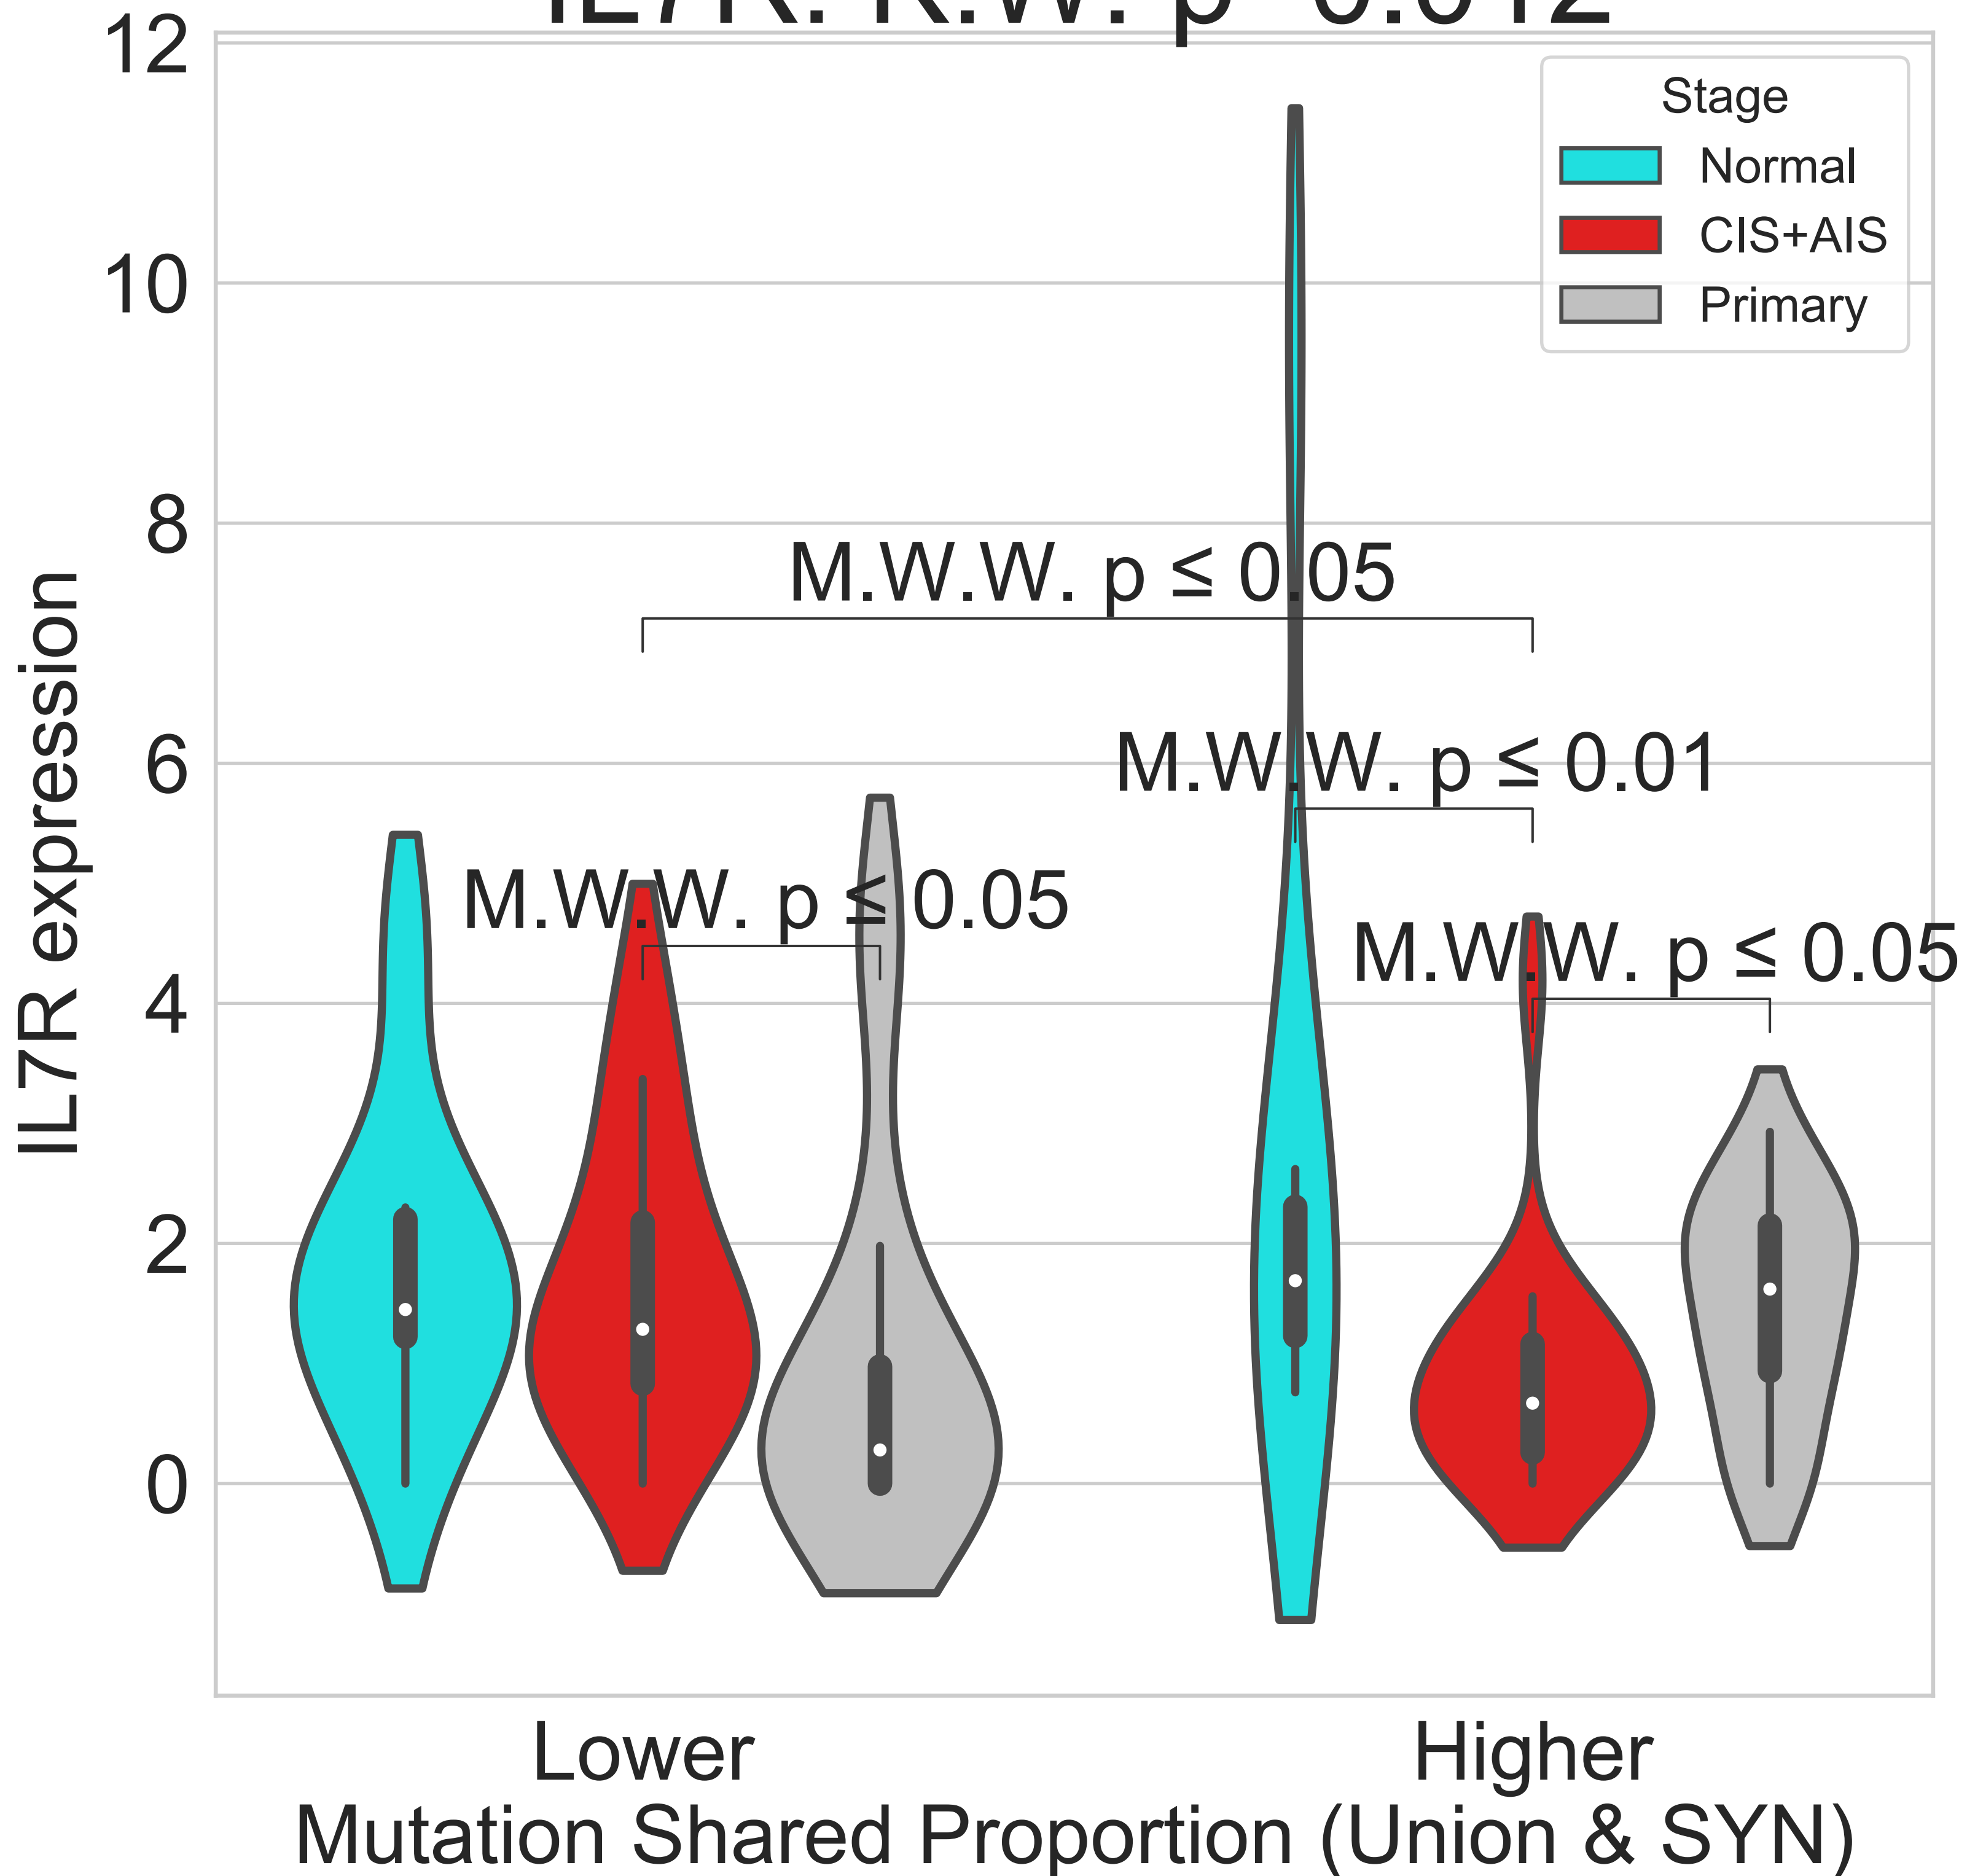 IL7R: K.W. p
12
10
8
6
4
2
0
IL7R expression
Stage
Normal
CIS+AIS
Primary
M.W.W. p ≤ 0.05
M.W.W. p ≤ 0.01
M.W.W. p ≤ 0.05
M.W.W. p ≤ 0.05
Lower
Higher
Mutation Shared Proportion (Union & SYN)